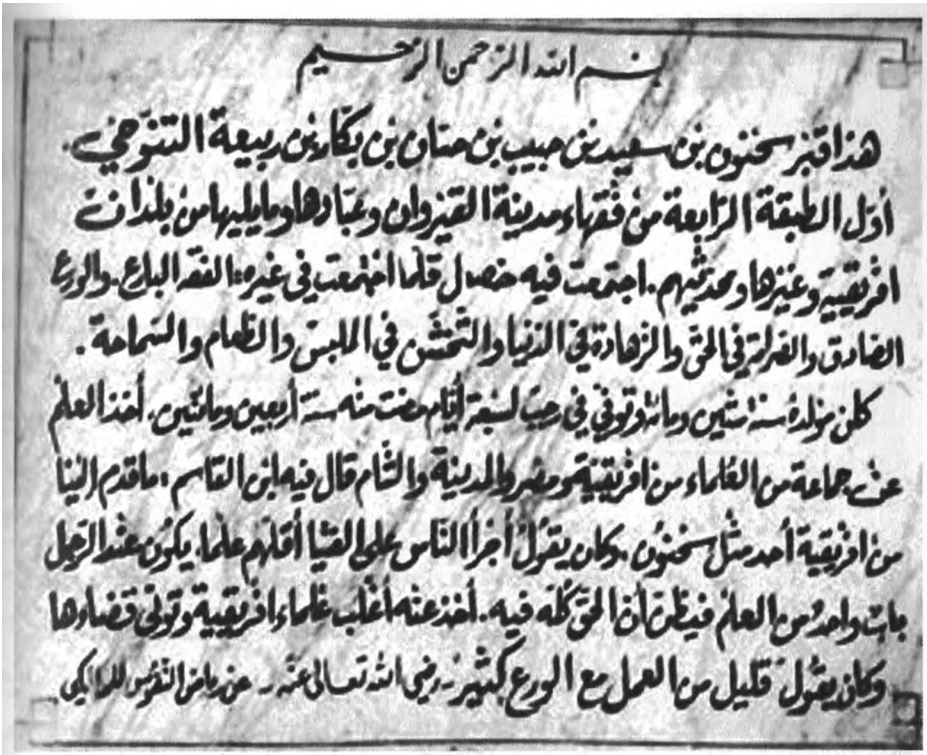 بسم الله الرحمن الرحيم
هذا قبر سحنون بن سعيد بن حبيب بن حسان بن بكار بن ربيعة التنوخي.
أول الطبقة الرابعة من فقهاء مدينة القيروان وعبادها وما يليها من بلدان
افريقية وغيرها ومحدثيهم. اجتمعت فيه خصال قلما اجتمعت في غيره: الفقه البارع. والورع
الصادق والصرامة في الحق والزهادة في الدنيا والتخشن في الملبس والطعام والسماحة.
كان مولده سنة ستين ومائة وتوفي في رجب لسبعة أيام مضت منه سنة أربعين ومائتين. أخذ العلم
عن جماعة من العلماء من افريقية ومصر والمدينة والشام قال فيه ابن القاسم: ما قدم الينا
من افريقية أحد مثل سحنون. وكان يقول أجرأ الناس على الفتيا أقلهم علما. يكون عند الرجل
باب واحد من العلم فيظن أن الحق كله فيه. أخذ عنه أغلب علماء افريقية وتولى قضاءها
وكان يقول قليل من العمل مع الورع كثير - رضي الله تعالى عنه - عن رياض النفوس للمالكي